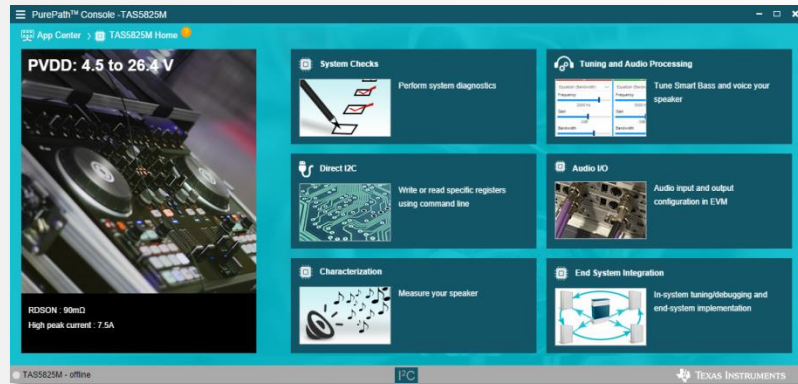 PurePath™ Console -TAS5825M
App Center > TAS5825M Home
PVDD: 4.5 to 26.4 V
RDSON : 90mΩ
High peak current : 7.5A
System Checks
Perform system diagnostics
Tuning and Audio Processing
Tune Smart Bass and voice your
speaker
Frequency
Gain
Bandwidth
Direct I2C
Write or read specific registers
using command line
Audio I/O
Audio input and output
configuration in EVM
Characterization
Measure your speaker
End System Integration
In-system tuning/debugging and
end-system implementation
TAS5825M - offline
I²C
TEXAS INSTRUMENTS